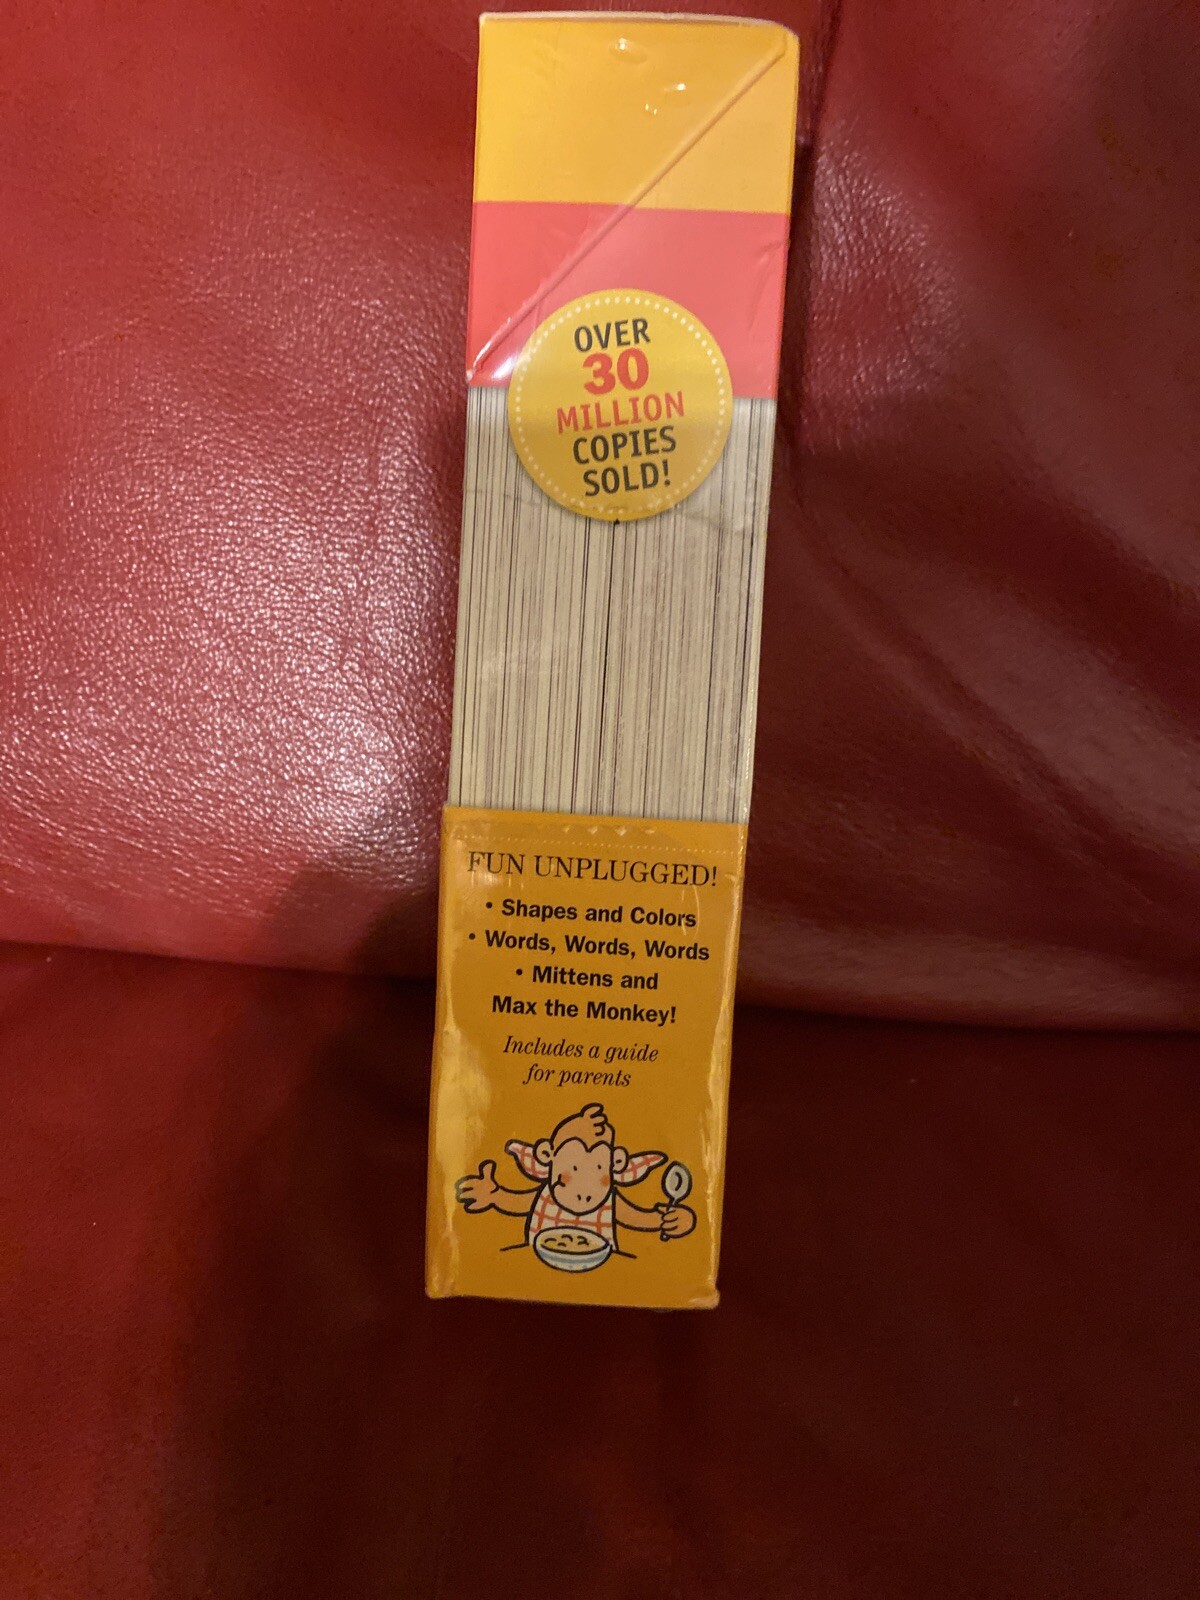 OVER
30
MILLION
COPIES
SOLD!
FUN UNPLUGGED!
• Shapes and Colors
• Words, Words, Words
• Mittens and
Max the Monkey!
Includes a guide
for parents